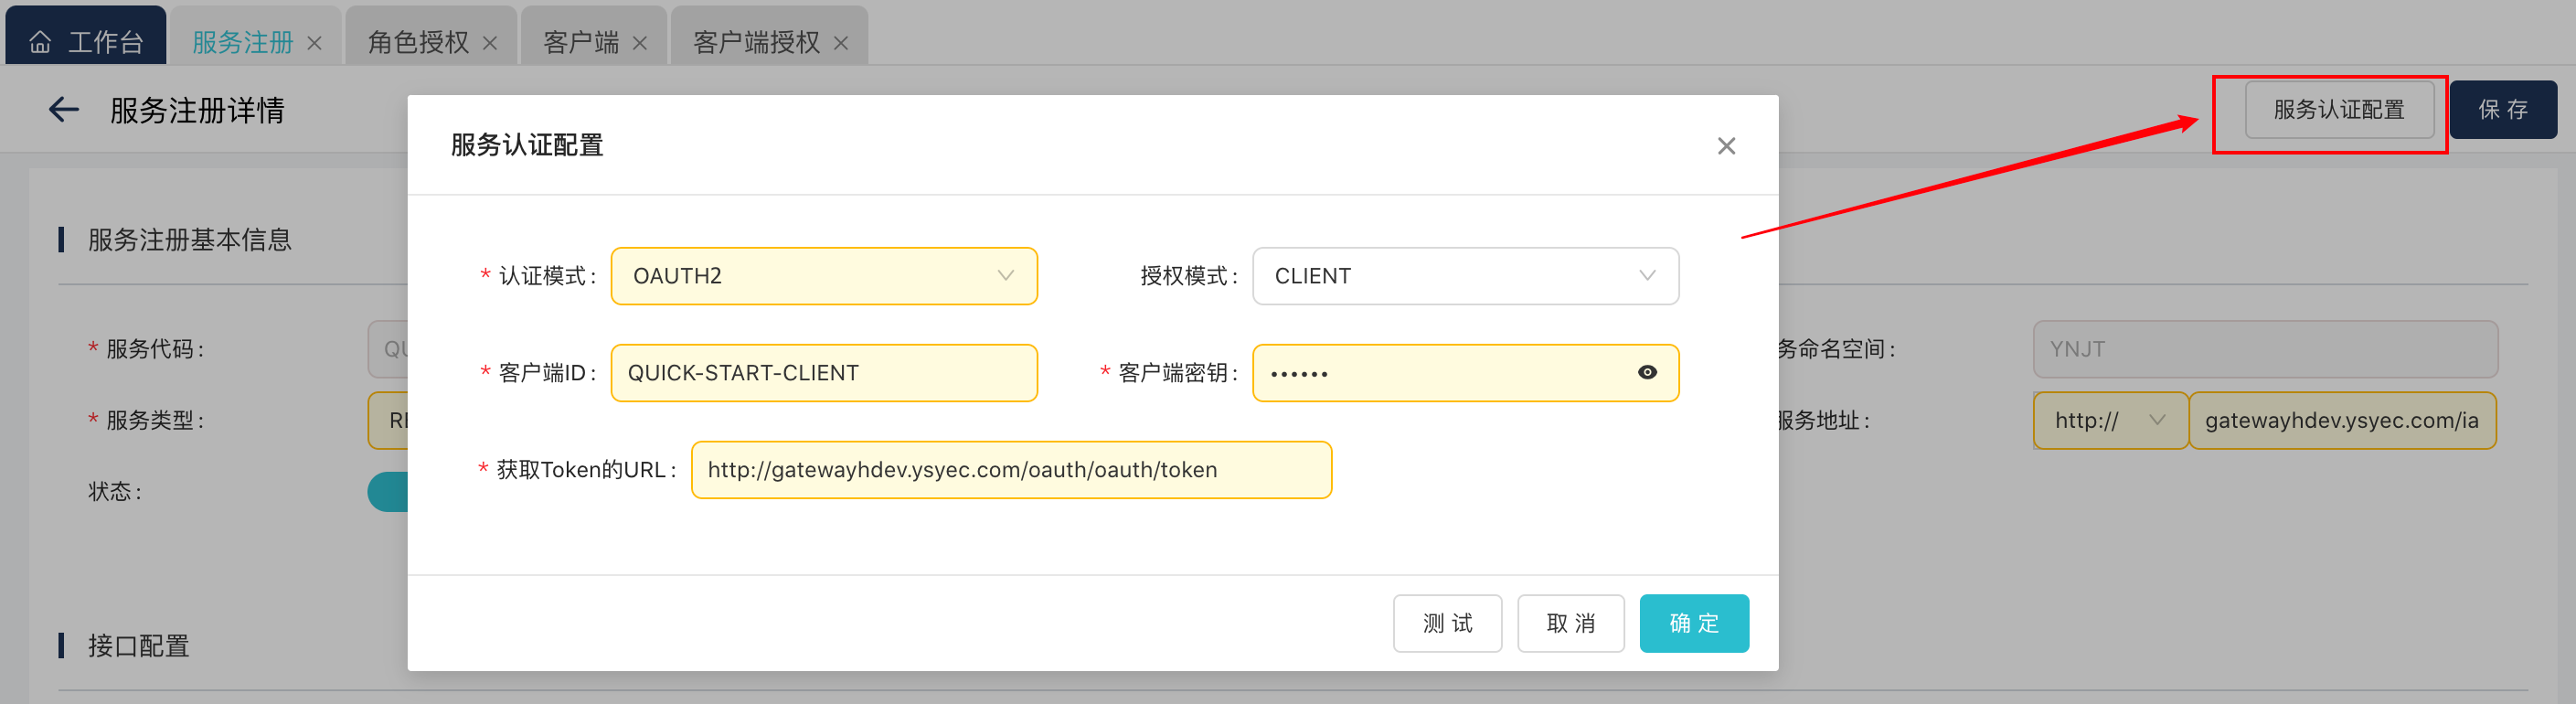 工作台
服务注册
角色授权
客户端
客户端授权
服务注册详情
服务认证配置
保 存
服务认证配置
服务注册基本信息
* 认证模式: OAUTH2
授权模式: CLIENT
* 服务代码:
务命名空间: YNJT
* 客户端ID: QUICK-START-CLIENT
* 客户端密钥: ••••••
* 服务类型:
服务地址: http:// gatewayhdev.ysyec.com/ia
* 获取Token的URL: http://gatewayhdev.ysyec.com/oauth/oauth/token
状态:
测 试
取 消
确 定
接口配置